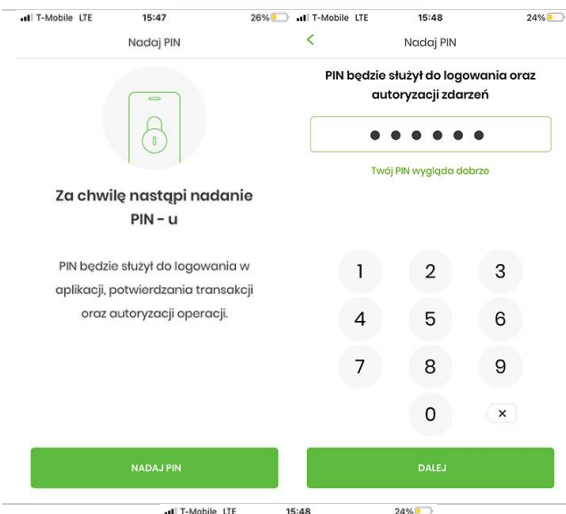 T-Mobile LTE 15:47 26%
Nadaj PIN
Za chwilę nastąpi nadanie
PIN - u
PIN będzie służył do logowania w
aplikacji, potwierdzania transakcji
oraz autoryzacji operacji.
NADAJ PIN
T-Mobile LTE 15:48 24%
Nadaj PIN
PIN będzie służył do logowania oraz
autoryzacji zdarzeń
Twój PIN wygląda dobrze
1 2 3
4 5 6
7 8 9
0
DALEJ
T-Mobile LTE 15:48 24%